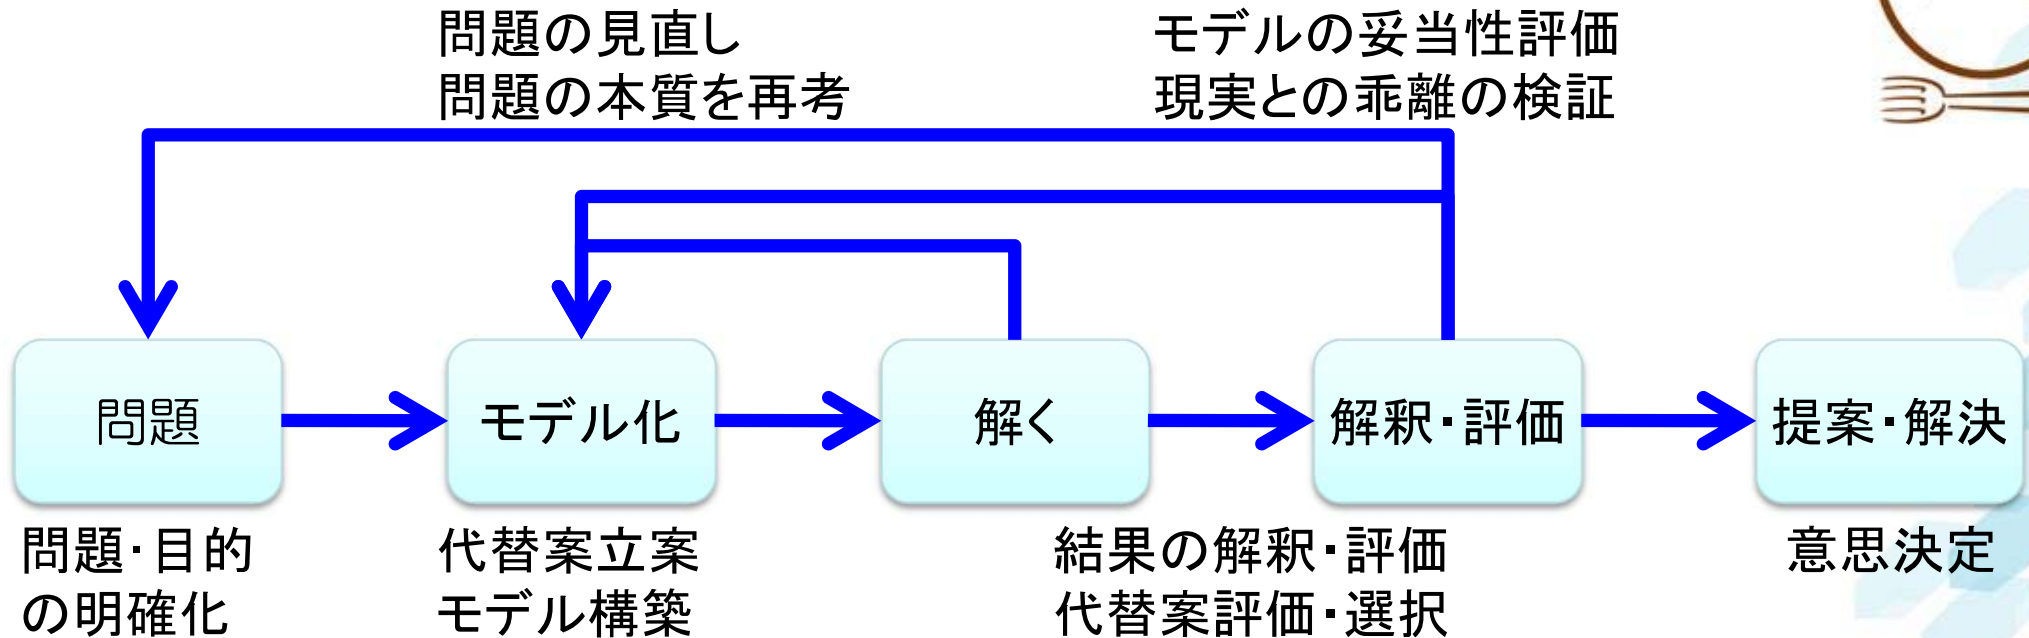 問題の見直し
問題の本質を再考
モデルの妥当性評価
現実との乖離の検証
問題
モデル化
解く
解釈・評価
提案・解決
問題・目的
の明確化
代替案立案
モデル構築
結果の解釈・評価
代替案評価・選択
意思決定